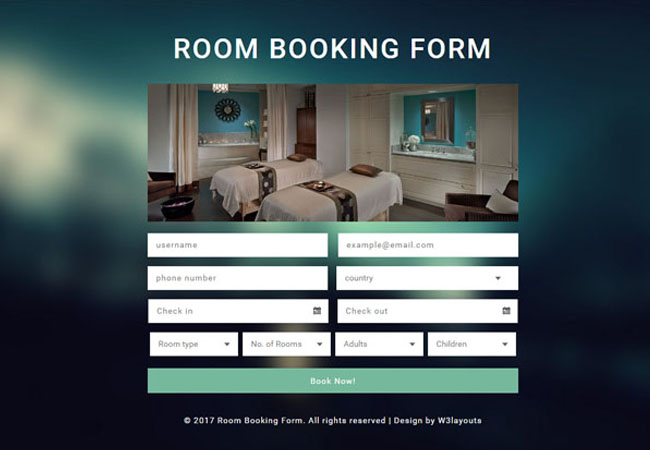 ROOM BOOKING FORM
username
example@email.com
phone number
country
Check in
Check out
Room type
No. of Rooms
Adults
Children
Book Now!
© 2017 Room Booking Form. All rights reserved | Design by W3layouts